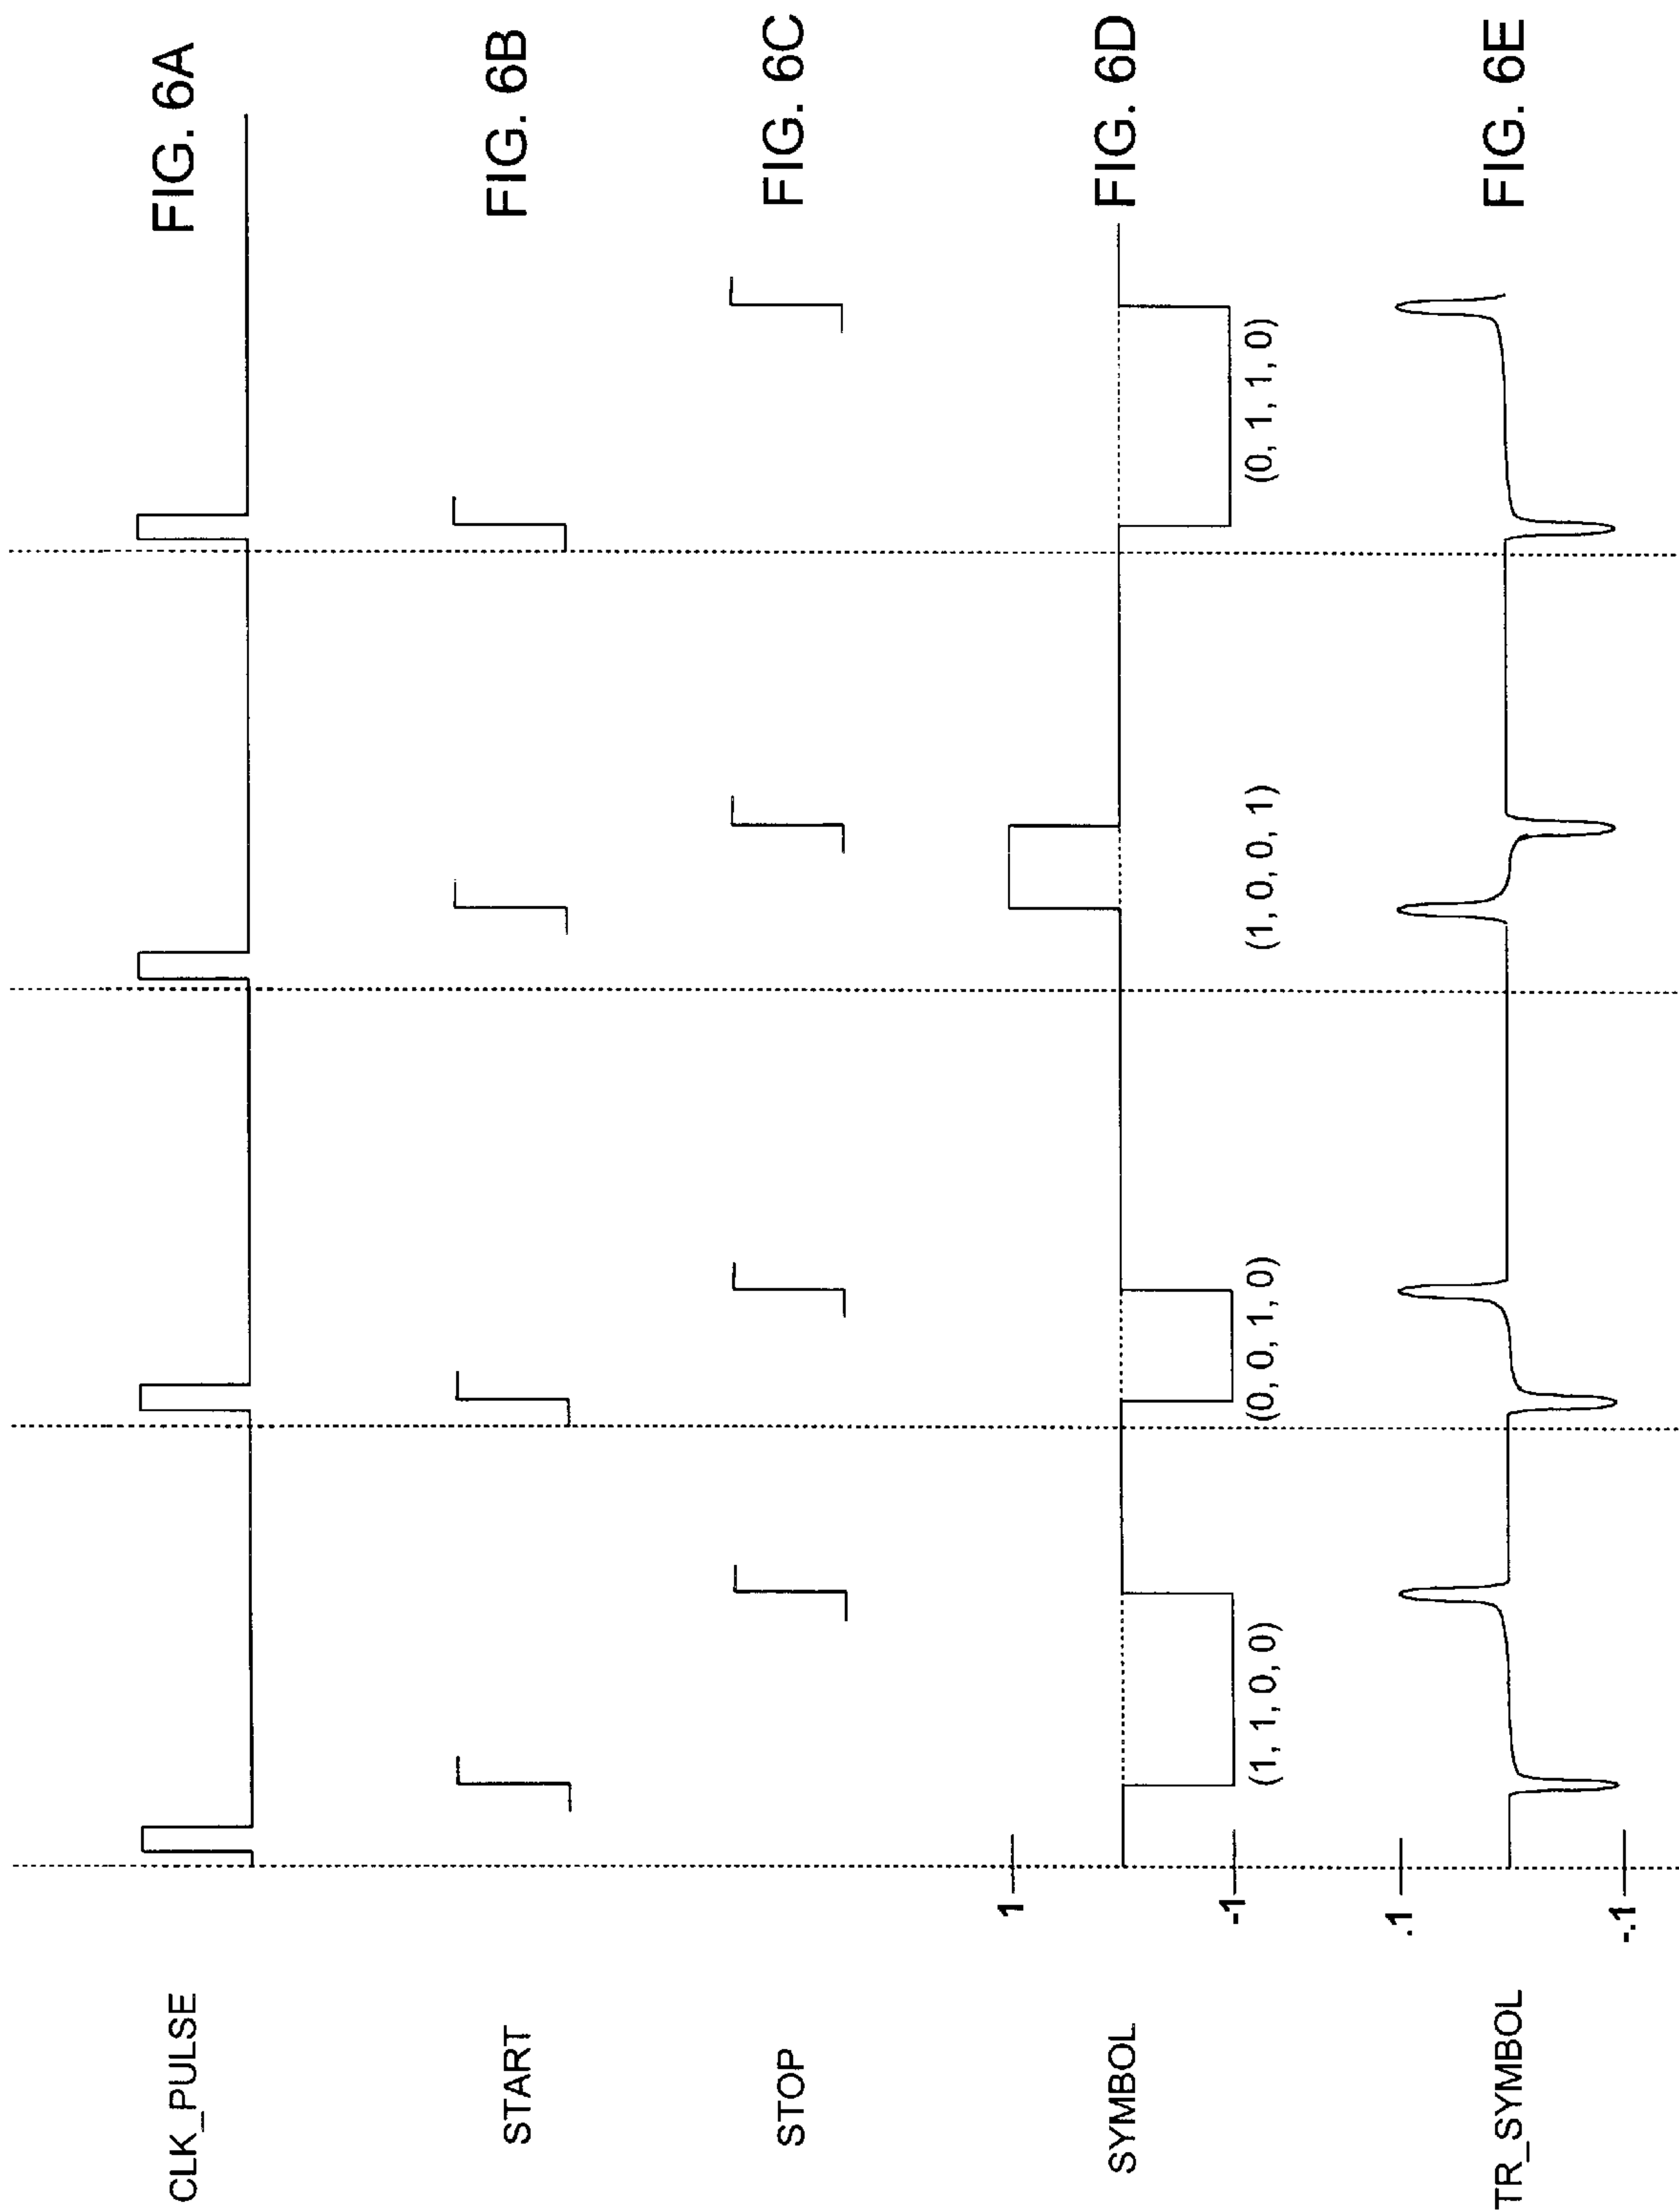 CLK_PULSE
FIG. 6A
START
FIG. 6B
STOP
FIG. 6C
SYMBOL
1
-1
(1, 1, 0, 0)
(0, 0, 1, 0)
(1, 0, 0, 1)
(0, 1, 1, 0)
FIG. 6D
TR_SYMBOL
.1
-.1
FIG. 6E